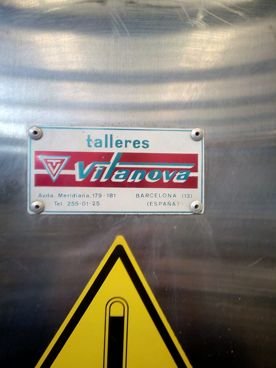 talleres
V Vilanova
Avda. Meridiana, 179-181 BARCELONA (13)
Tel. 255-01-25 (ESPAÑA)